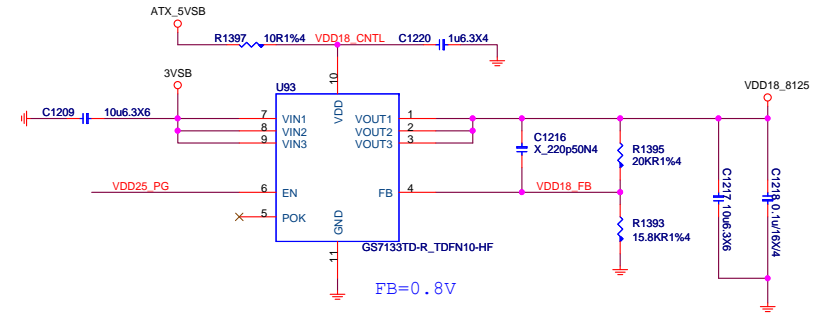 ATX_5VSB
R1397 10R1%4 VDD18_CNTL C1220 1u6.3X4
3VSB
10
U93
VDD
VDD18_8125
C1209 10u6.3X6
7 VIN1 VOUT1 1
8 VIN2 VOUT2 2
9 VIN3 VOUT3 3
C1216
X_220p50N4
R1395
20KR1%4
VDD25_PG 6 EN FB 4 VDD18_FB
C1217 10u6.3X6
C1218 0.1u/16X/4
5 POK
GND
R1393
15.8KR1%4
11
GS7133TD-R_TDFN10-HF
FB=0.8V